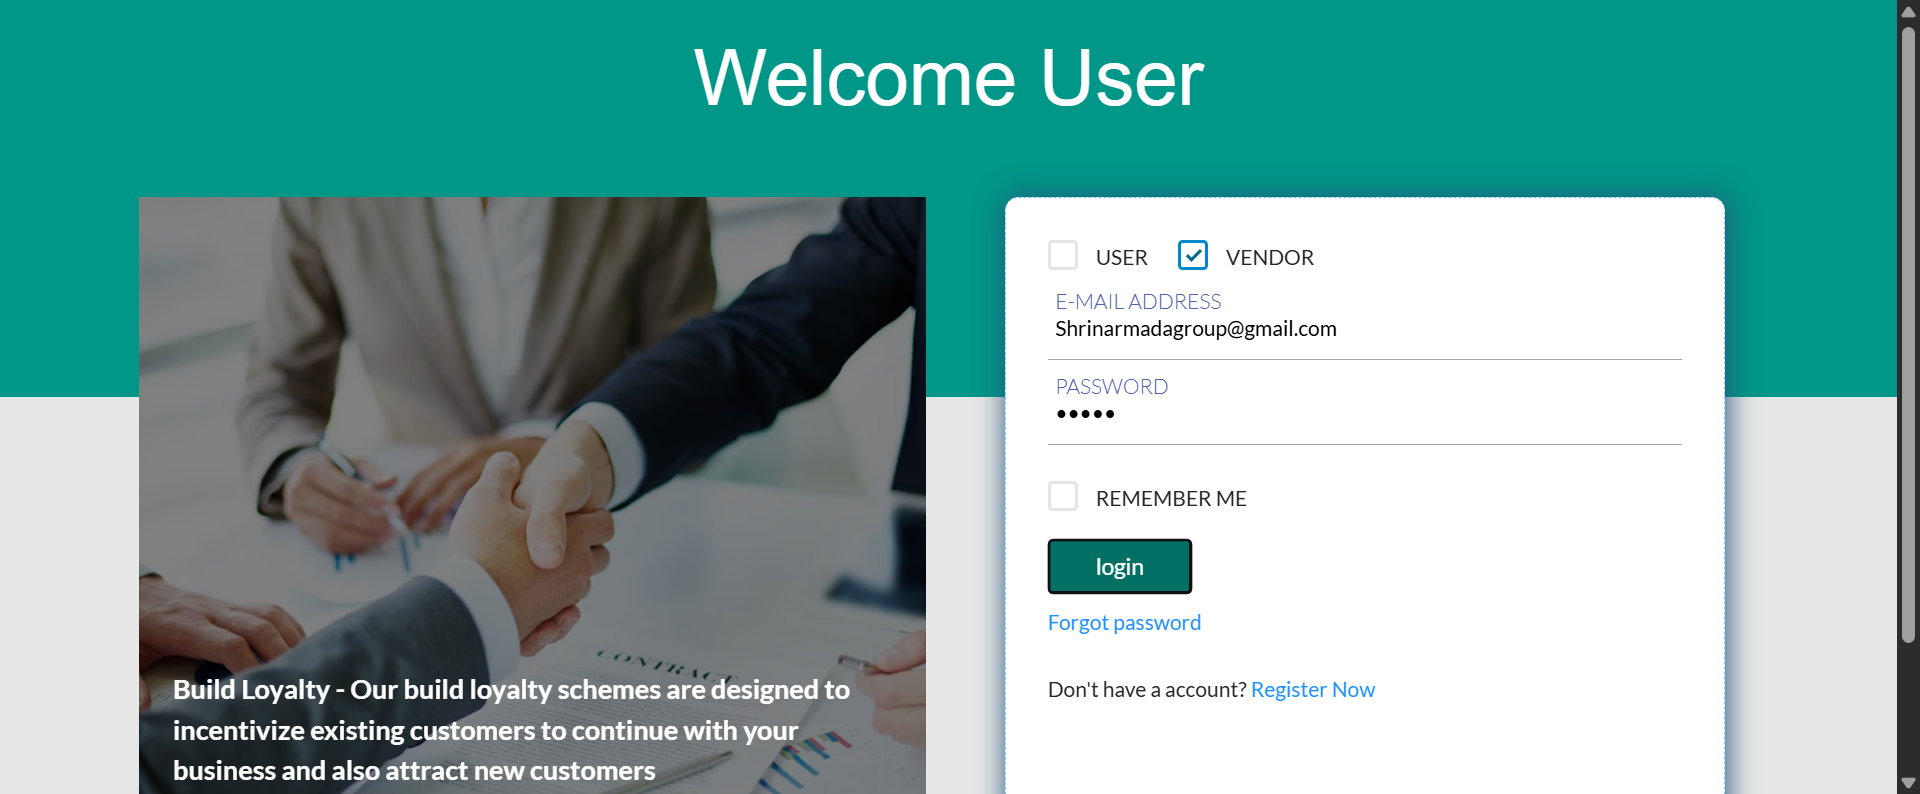 Welcome User
USER VENDOR
E-MAIL ADDRESS
Shrinarmadagroup@gmail.com
PASSWORD
•••••
REMEMBER ME
login
Forgot password
Don't have a account? Register Now
CONTRACT
Build Loyalty - Our build loyalty schemes are designed to
incentivize existing customers to continue with your
business and also attract new customers